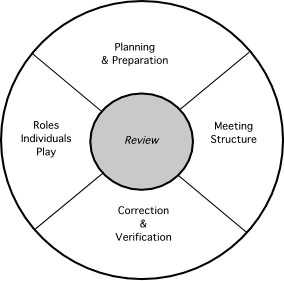 Planning
& Preparation
Roles
Individuals
Play
Review
Meeting
Structure
Correction
&
Verification